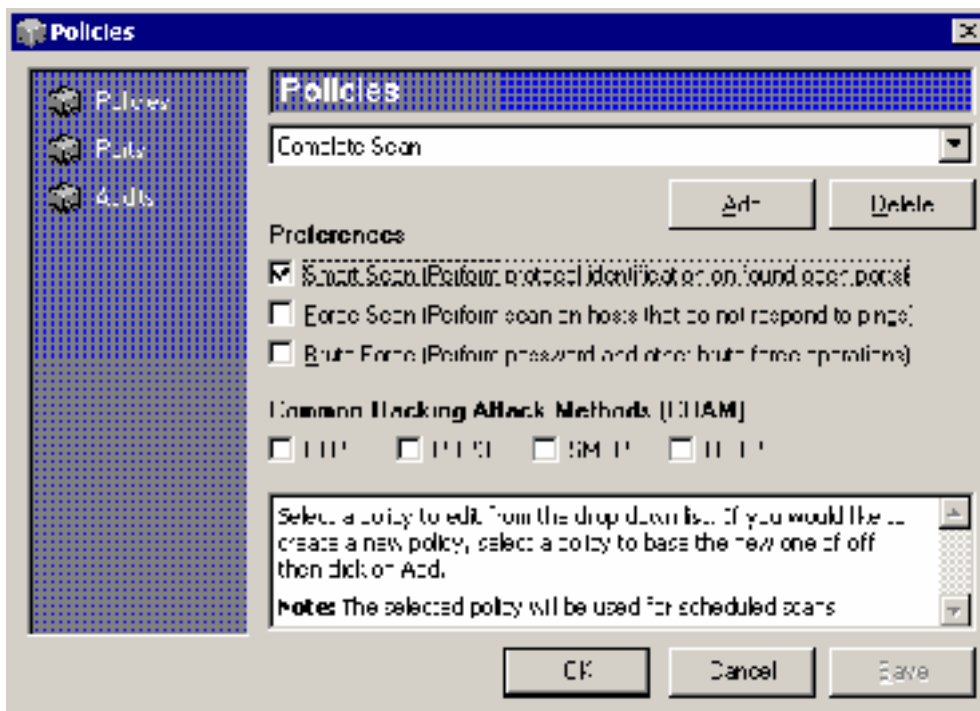 Policies
Policies
Ports
Audits
Policies
Complete Scan
Add
Delete
Preferences
Smart Scan (Perform protocol identification on found open ports)
Force Scan (Perform scan on hosts that do not respond to pings)
Brute Force (Perform password and other brute force operations)
Common Hacking Attack Methods (CHAM)
FTP
POP3
SMTP
HTTP
Select a policy to edit from the drop down list. If you would like to
create a new policy, select a policy to base the new one of off
then click on Add.
Note: The selected policy will be used for scheduled scans
OK
Cancel
Save